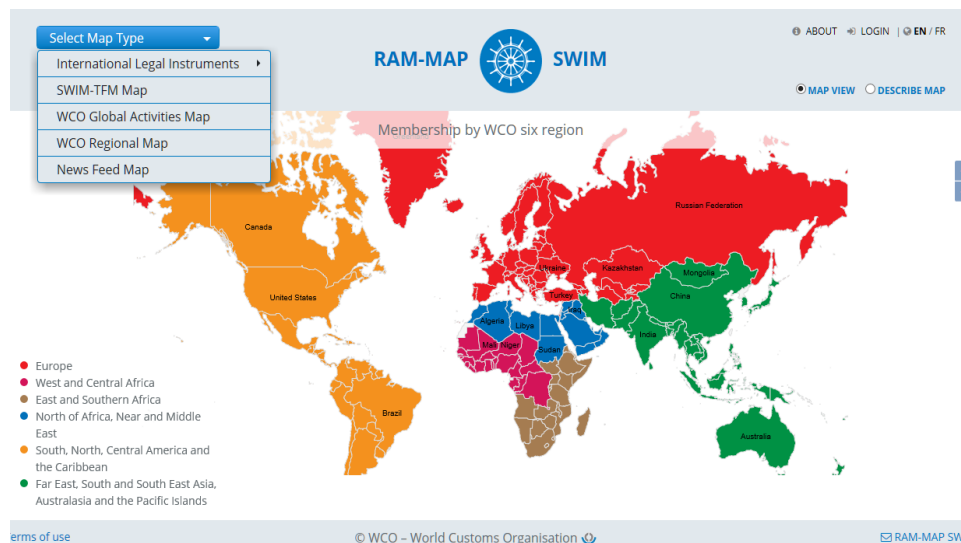 Select Map Type
International Legal Instruments
SWIM-TFM Map
WCO Global Activities Map
WCO Regional Map
News Feed Map
RAM-MAP SWIM
ABOUT LOGIN | EN / FR
MAP VIEW DESCRIBE MAP
Membership by WCO six region
Russian Federation
Canada
Ukraine
Kazakhstan
Mongolia
United States
Turkey
China
Iraq
Algeria
Libya
India
Mali
Niger
Sudan
Brazil
Australia
Europe
West and Central Africa
East and Southern Africa
North of Africa, Near and Middle
East
South, North, Central America and
the Caribbean
Far East, South and South East Asia,
Australasia and the Pacific Islands
erms of use
© WCO – World Customs Organisation
RAM-MAP SW